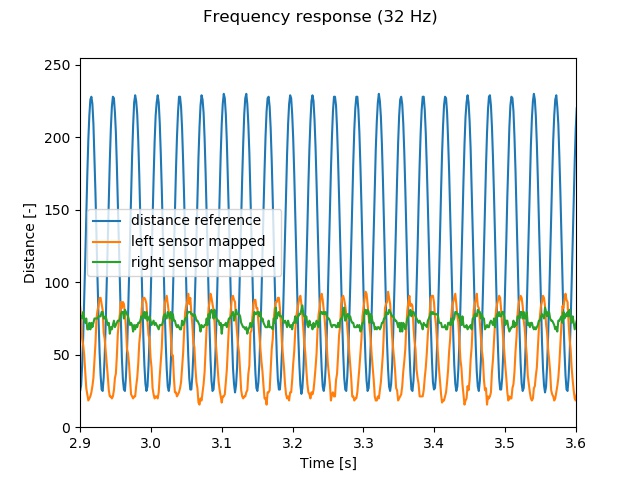 Frequency response (32 Hz)
250
200
150
100
50
0
Distance [-]
distance reference
left sensor mapped
right sensor mapped
2.9 3.0 3.1 3.2 3.3 3.4 3.5 3.6
Time [s]